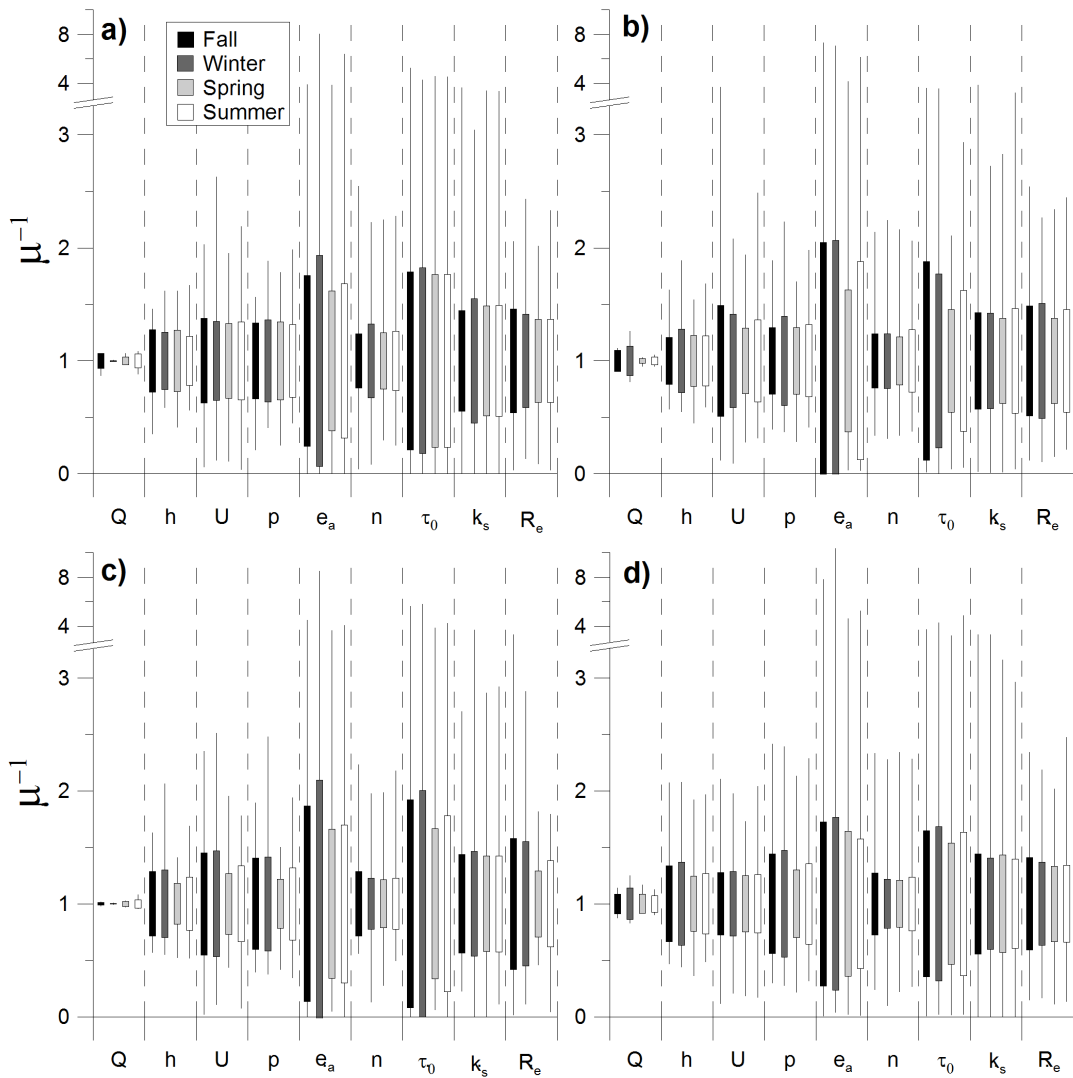 a)
Fall
Winter
Spring
Summer
8
4
3
2
1
0
μ⁻¹
Q h U p eₐ n τ₀ kₛ Rₑ
b)
8
4
3
2
1
0
Q h U p eₐ n τ₀ kₛ Rₑ
c)
8
4
3
2
1
0
μ⁻¹
Q h U p eₐ n τ₀ kₛ Rₑ
d)
8
4
3
2
1
0
Q h U p eₐ n τ₀ kₛ Rₑ